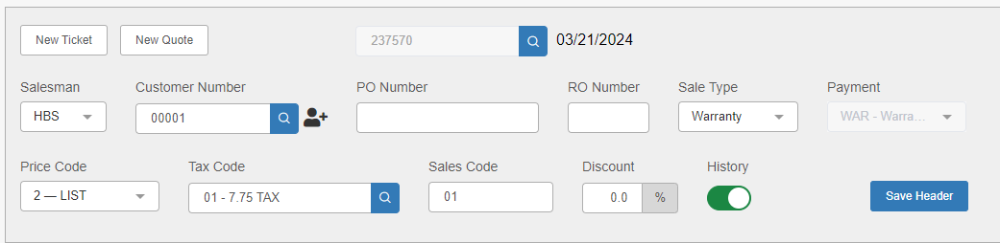 New Ticket New Quote 237570 03/21/2024
Salesman Customer Number PO Number RO Number Sale Type Payment
HBS 00001 Warranty WAR - Warra...
Price Code Tax Code Sales Code Discount History
2 — LIST 01 - 7.75 TAX 01 0.0 % Save Header